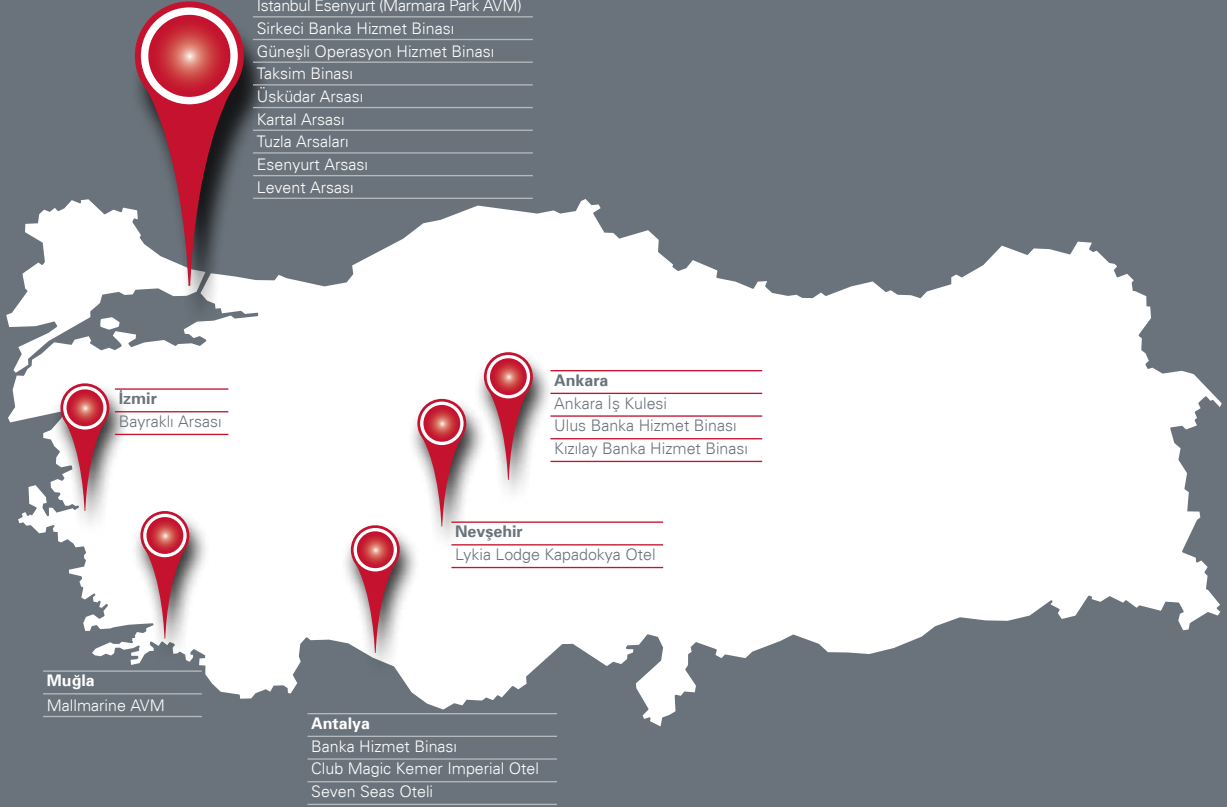 İstanbul Esenyurt (Marmara Park AVM)
Sirkeci Banka Hizmet Binası
Güneşli Operasyon Hizmet Binası
Taksim Binası
Üsküdar Arsası
Kartal Arsası
Tuzla Arsaları
Esenyurt Arsası
Levent Arsası
İzmir
Bayraklı Arsası
Ankara
Ankara İş Kulesi
Ulus Banka Hizmet Binası
Kızılay Banka Hizmet Binası
Nevşehir
Lykia Lodge Kapadokya Otel
Muğla
Mallmarine AVM
Antalya
Banka Hizmet Binası
Club Magic Kemer Imperial Otel
Seven Seas Oteli